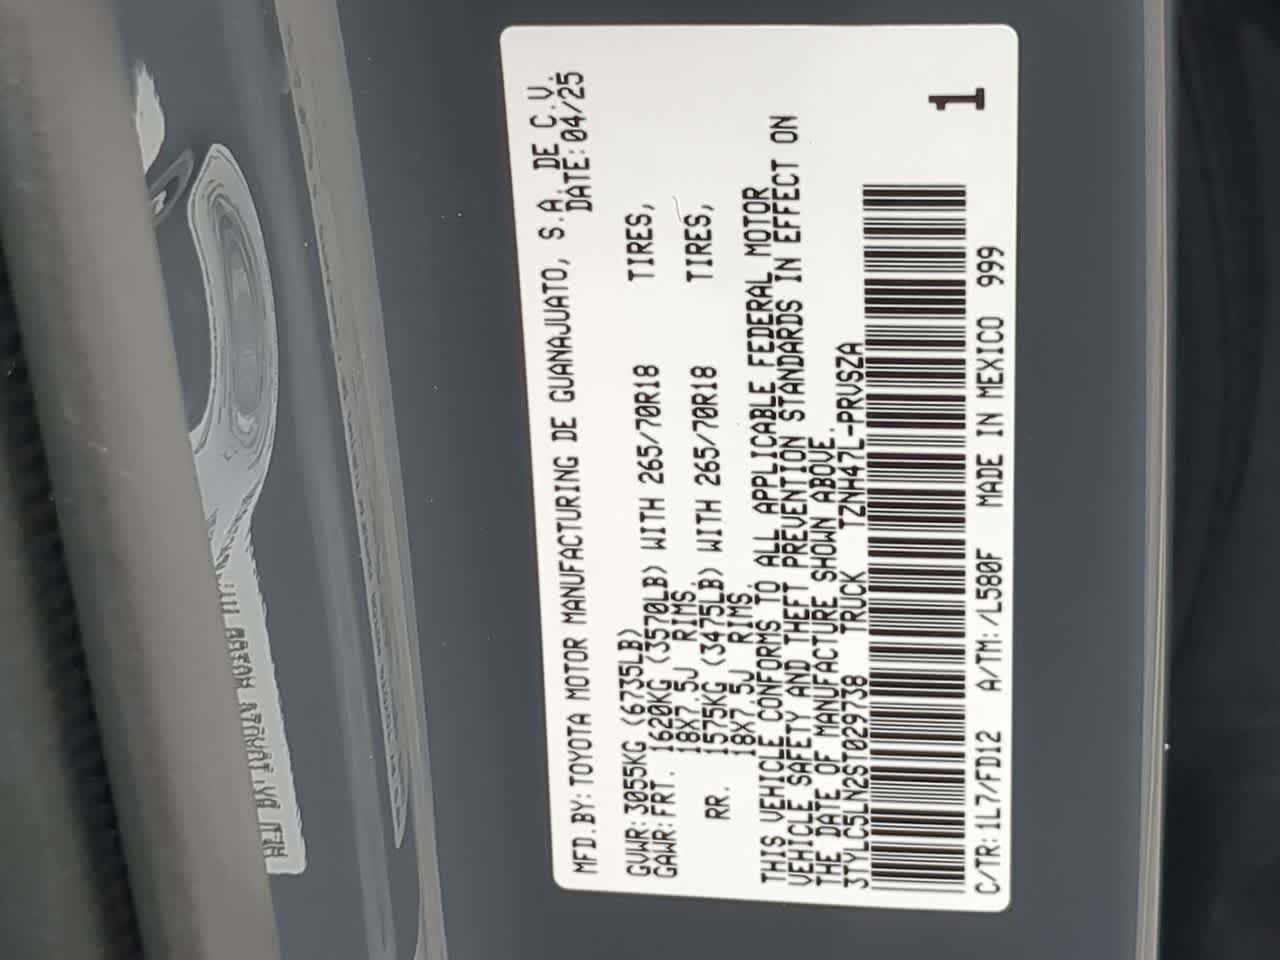 MFD.BY:TOYOTA MOTOR MANUFACTURING DE GUANAJUATO, S.A. DE C.V.
DATE:04/25
GVWR:3055KG (6735LB)
GAWR:FRT. 1620KG (3570LB) WITH 265/70R18 TIRES,
18X7.5J RIMS,
RR. 1575KG (3475LB) WITH 265/70R18 TIRES,
18X7.5J RIMS.
THIS VEHICLE CONFORMS TO ALL APPLICABLE FEDERAL MOTOR
VEHICLE SAFETY AND THEFT PREVENTION STANDARDS IN EFFECT ON
THE DATE OF MANUFACTURE SHOWN ABOVE.
3TYLC5LN2ST029738 TRUCK TZNH47L-PRVSZA
1
C/TR:1L7/FD12 A/TM:/L580F MADE IN MEXICO 999